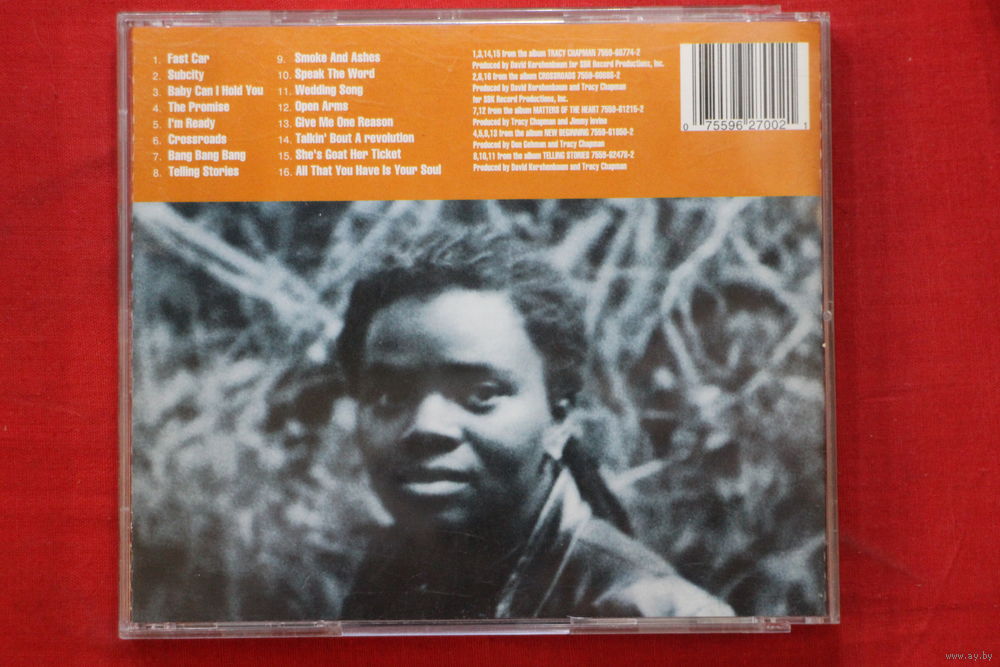 1. Fast Car
2. Subcity
3. Baby Can I Hold You
4. The Promise
5. I'm Ready
6. Crossroads
7. Bang Bang Bang
8. Telling Stories
9. Smoke And Ashes
10. Speak The Word
11. Wedding Song
12. Open Arms
13. Give Me One Reason
14. Talkin' Bout A revolution
15. She's Goat Her Ticket
16. All That You Have Is Your Soul
1,3,14,15 from the album TRACY CHAPMAN 7559-60774-2
Produced by David Kershenbaum for SBK Record Productions, Inc.
2,6,16 from the album CROSSROADS 7559-60888-2
Produced by David Kershenbaum and Tracy Chapman
for SBK Record Productions, Inc.
7,12 from the album MATTERS OF THE HEART 7559-61215-2
Produced by Tracy Chapman and Jimmy Iovine
4,5,9,13 from album NEW BEGINNING 7559-61850-2
Produced by Don Gehman and Tracy Chapman
8,10,11 from the album TELLING STORIES 7559-62478-2
Produced by David Kershenbaum and Tracy Chapman
0 75596 27002 1
www.ay.by